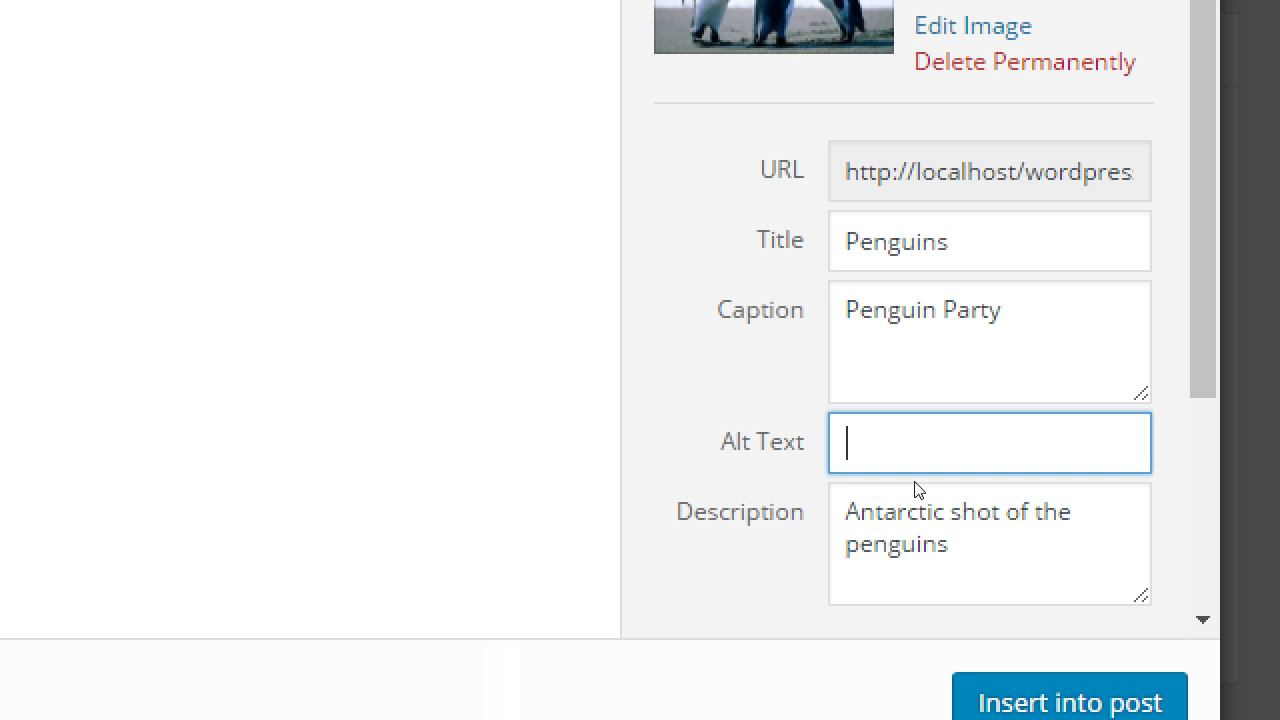 Edit Image
Delete Permanently
URL
http://localhost/wordpres
Title
Penguins
Caption
Penguin Party
Alt Text
Description
Antarctic shot of the
penguins
Insert into post